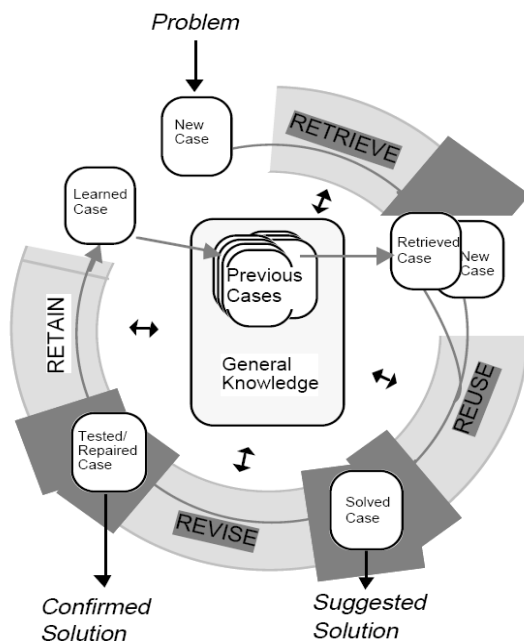 Problem
New
Case
RETRIEVE
Learned
Case
Retrieved
Case
New
Case
Previous
Cases
General
Knowledge
RETAIN
REUSE
Tested/
Repaired
Case
REVISE
Solved
Case
Confirmed
Solution
Suggested
Solution